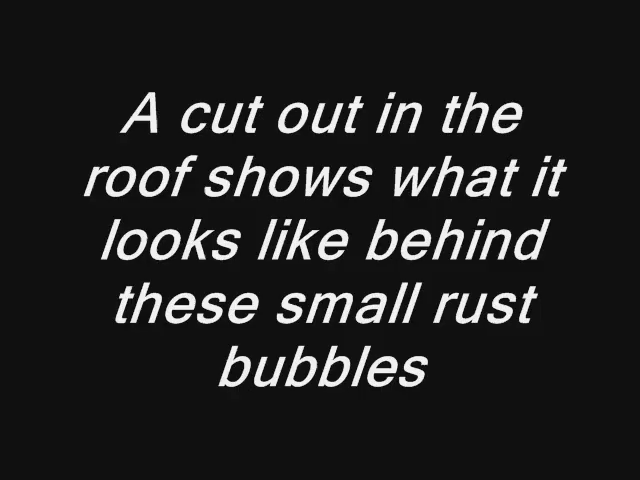 A cut out in the
roof shows what it
looks like behind
these small rust
bubbles